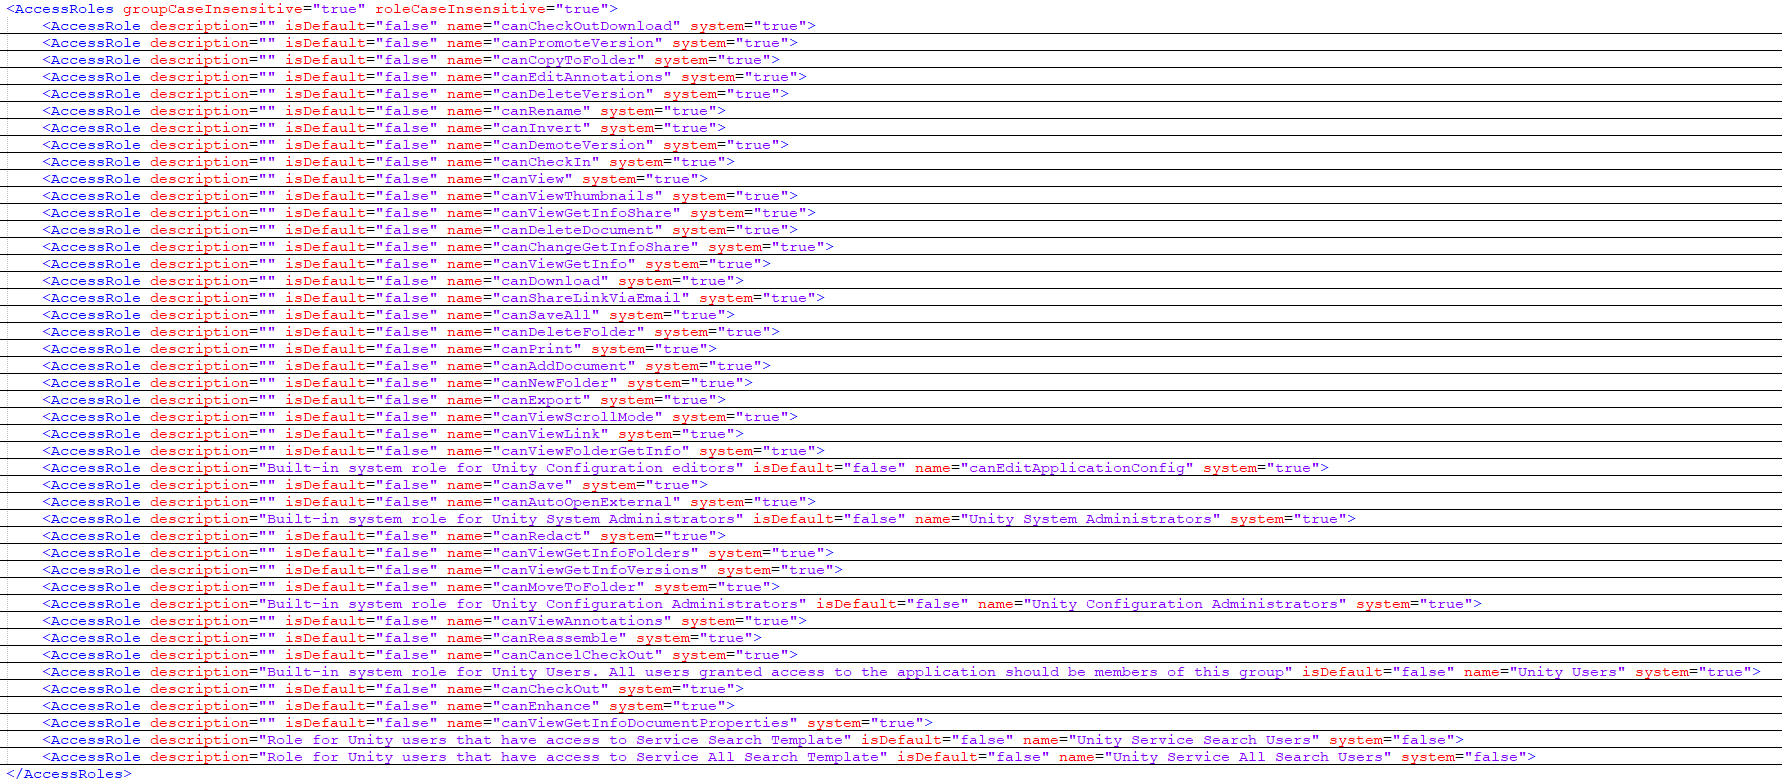 <AccessRoles groupCaseInsensitive="true" roleCaseInsensitive="true">
<AccessRole description="" isDefault="false" name="canCheckOutDownload" system="true">
<AccessRole description="" isDefault="false" name="canPromoteVersion" system="true">
<AccessRole description="" isDefault="false" name="canCopyToFolder" system="true">
<AccessRole description="" isDefault="false" name="canEditAnnotations" system="true">
<AccessRole description="" isDefault="false" name="canDeleteVersion" system="true">
<AccessRole description="" isDefault="false" name="canRename" system="true">
<AccessRole description="" isDefault="false" name="canInvert" system="true">
<AccessRole description="" isDefault="false" name="canDemoteVersion" system="true">
<AccessRole description="" isDefault="false" name="canCheckIn" system="true">
<AccessRole description="" isDefault="false" name="canView" system="true">
<AccessRole description="" isDefault="false" name="canViewThumbnails" system="true">
<AccessRole description="" isDefault="false" name="canViewGetInfoShare" system="true">
<AccessRole description="" isDefault="false" name="canDeleteDocument" system="true">
<AccessRole description="" isDefault="false" name="canChangeGetInfoShare" system="true">
<AccessRole description="" isDefault="false" name="canViewGetInfo" system="true">
<AccessRole description="" isDefault="false" name="canDownload" system="true">
<AccessRole description="" isDefault="false" name="canShareLinkViaEmail" system="true">
<AccessRole description="" isDefault="false" name="canSaveAll" system="true">
<AccessRole description="" isDefault="false" name="canDeleteFolder" system="true">
<AccessRole description="" isDefault="false" name="canPrint" system="true">
<AccessRole description="" isDefault="false" name="canAddDocument" system="true">
<AccessRole description="" isDefault="false" name="canNewFolder" system="true">
<AccessRole description="" isDefault="false" name="canExport" system="true">
<AccessRole description="" isDefault="false" name="canViewScrollMode" system="true">
<AccessRole description="" isDefault="false" name="canViewLink" system="true">
<AccessRole description="" isDefault="false" name="canViewFolderGetInfo" system="true">
<AccessRole description="Built-in system role for Unity Configuration editors" isDefault="false" name="canEditApplicationConfig" system="true">
<AccessRole description="" isDefault="false" name="canSave" system="true">
<AccessRole description="" isDefault="false" name="canAutoOpenExternal" system="true">
<AccessRole description="Built-in system role for Unity System Administrators" isDefault="false" name="Unity System Administrators" system="true">
<AccessRole description="" isDefault="false" name="canRedact" system="true">
<AccessRole description="" isDefault="false" name="canViewGetInfoFolders" system="true">
<AccessRole description="" isDefault="false" name="canViewGetInfoVersions" system="true">
<AccessRole description="" isDefault="false" name="canMoveToFolder" system="true">
<AccessRole description="Built-in system role for Unity Configuration Administrators" isDefault="false" name="Unity Configuration Administrators" system="true">
<AccessRole description="" isDefault="false" name="canViewAnnotations" system="true">
<AccessRole description="" isDefault="false" name="canReassemble" system="true">
<AccessRole description="" isDefault="false" name="canCancelCheckOut" system="true">
<AccessRole description="Built-in system role for Unity Users. All users granted access to the application should be members of this group" isDefault="false" name="Unity Users" system="true">
<AccessRole description="" isDefault="false" name="canCheckOut" system="true">
<AccessRole description="" isDefault="false" name="canEnhance" system="true">
<AccessRole description="" isDefault="false" name="canViewGetInfoDocumentProperties" system="true">
<AccessRole description="Role for Unity users that have access to Service Search Template" isDefault="false" name="Unity Service Search Users" system="false">
<AccessRole description="Role for Unity users that have access to Service All Search Template" isDefault="false" name="Unity Service All Search Users" system="false">
</AccessRoles>